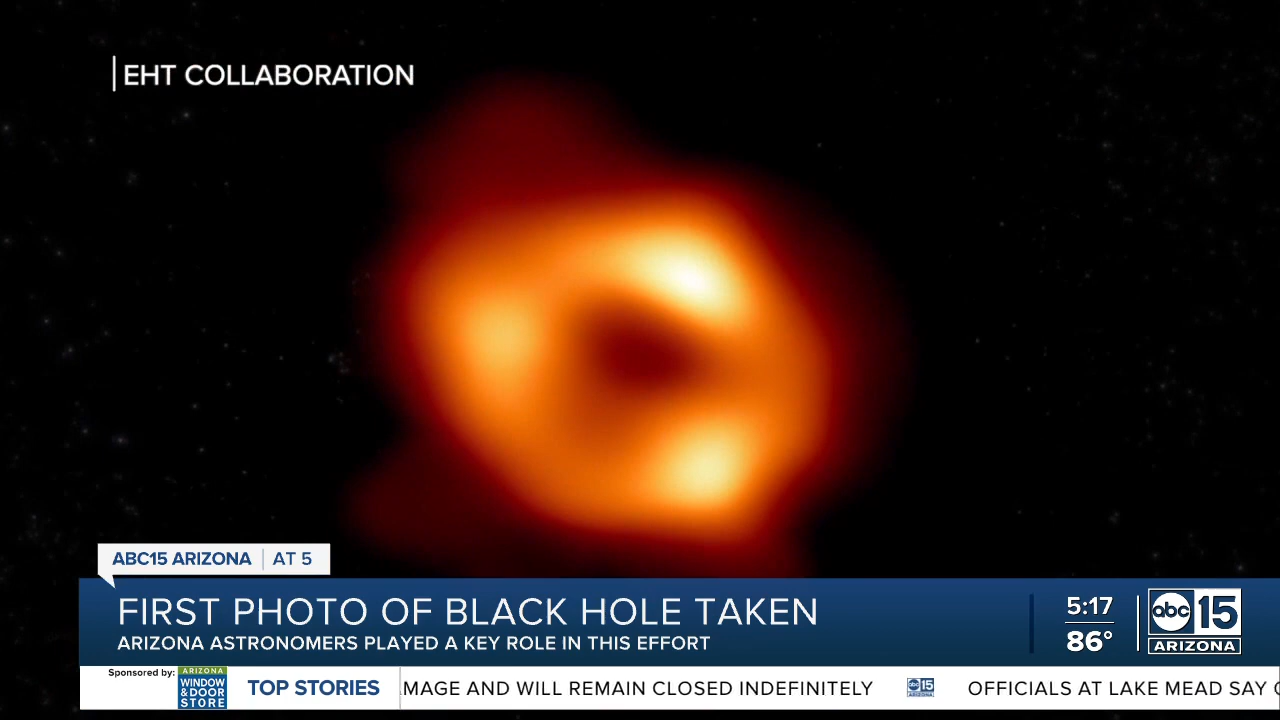 EHT COLLABORATION
ABC15 ARIZONA AT 5
FIRST PHOTO OF BLACK HOLE TAKEN
ARIZONA ASTRONOMERS PLAYED A KEY ROLE IN THIS EFFORT
5:17
86°
abc 15
ARIZONA
Sponsored by:
ARIZONA
WINDOW
&DOOR
STORE
TOP STORIES
MAGE AND WILL REMAIN CLOSED INDEFINITELY
abc 15
OFFICIALS AT LAKE MEAD SAY